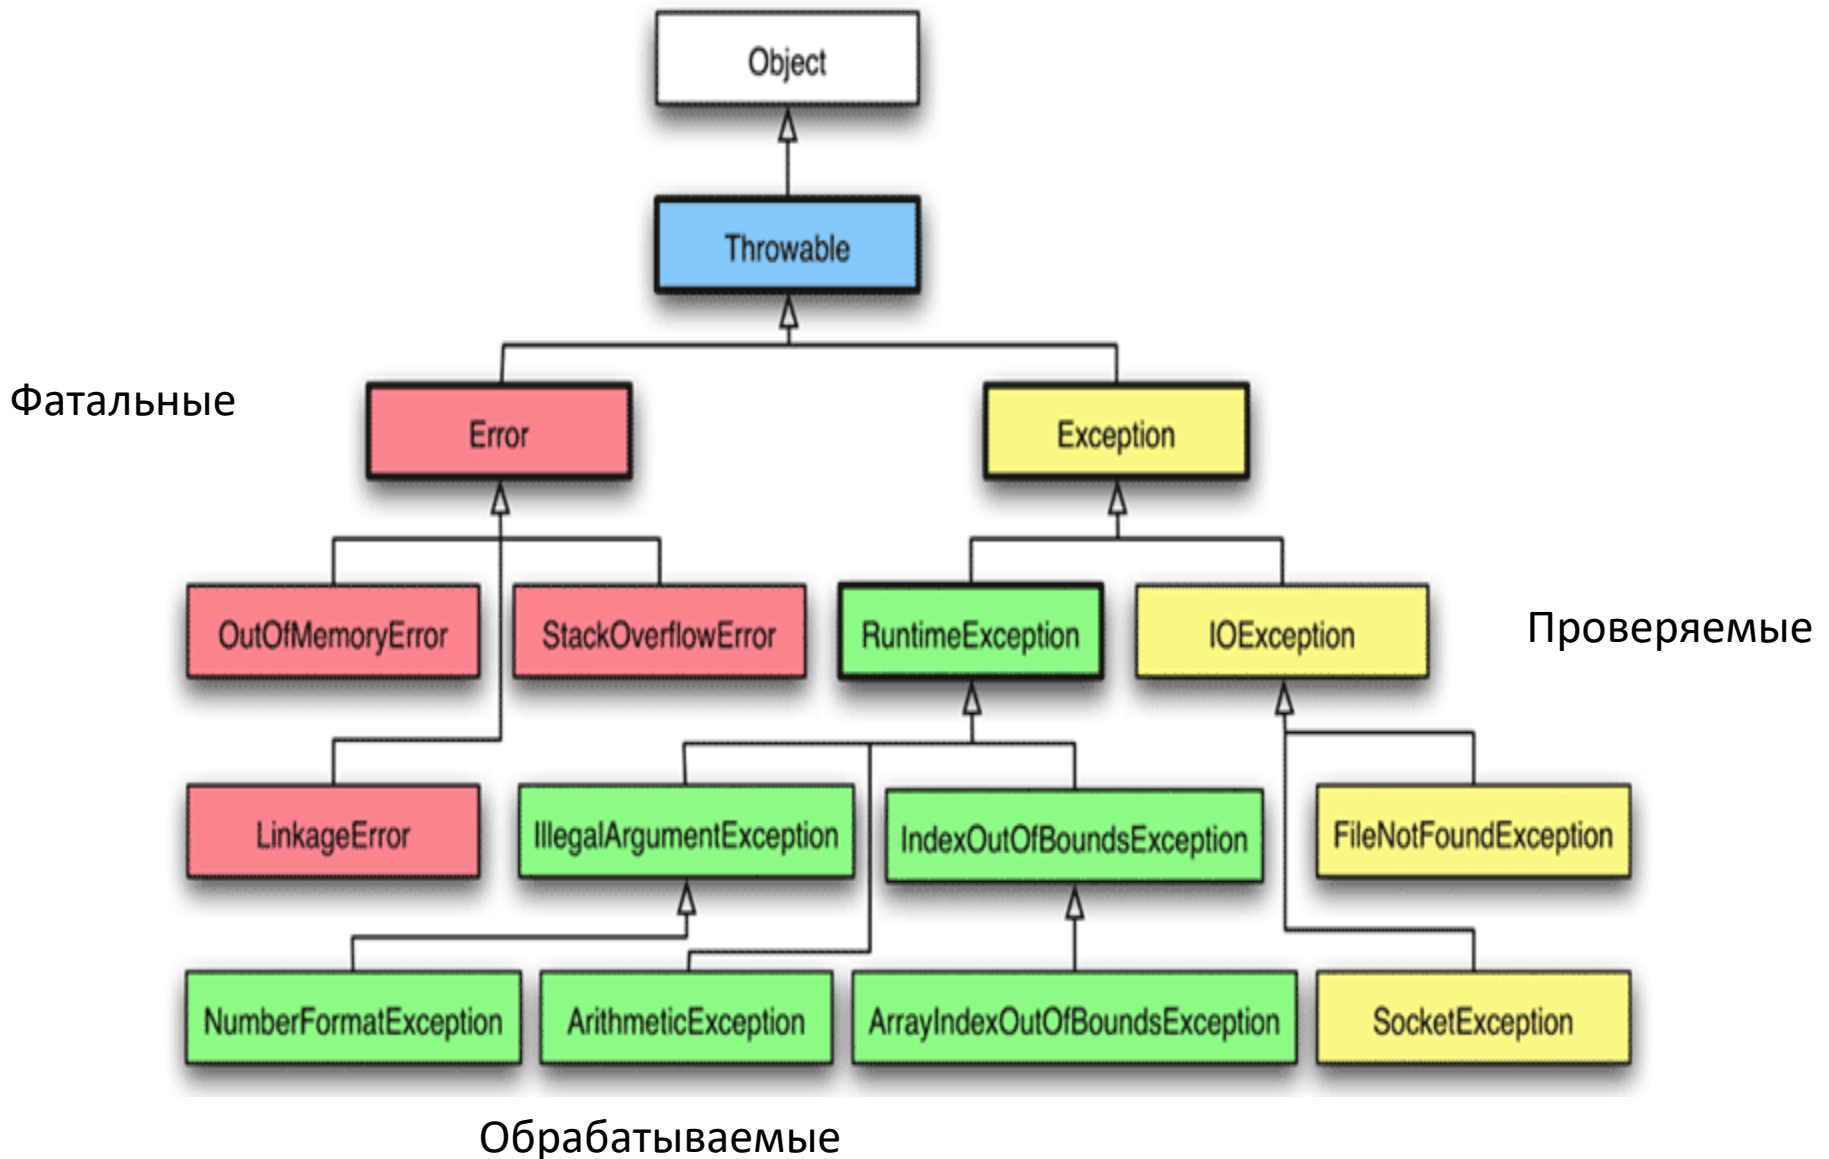 Object
Throwable
Фатальные
Error
Exception
OutOfMemoryError
StackOverflowError
RuntimeException
IOException
Проверяемые
LinkageError
IllegalArgumentException
IndexOutOfBoundsException
FileNotFoundException
NumberFormatException
ArithmeticException
ArrayIndexOutOfBoundsException
SocketException
Обрабатываемые